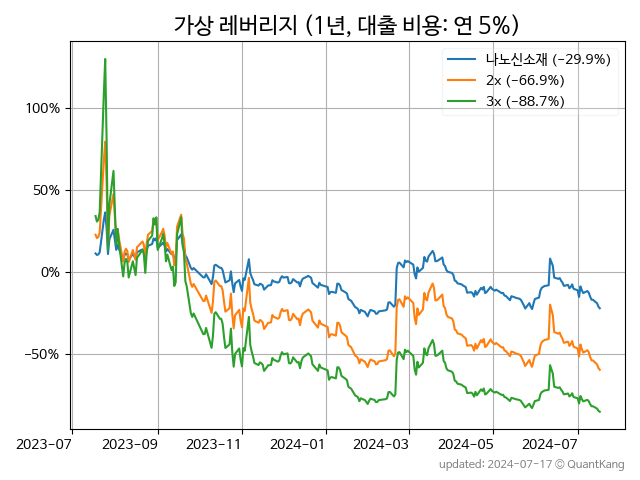 가상 레버리지 (1년, 대출 비용: 연 5%)
나노신소재 (−29.9%)
2x (−66.9%)
3x (−88.7%)
100%
50%
0%
−50%
2023-07 2023-09 2023-11 2024-01 2024-03 2024-05 2024-07
updated: 2024-07-17 © QuantKang